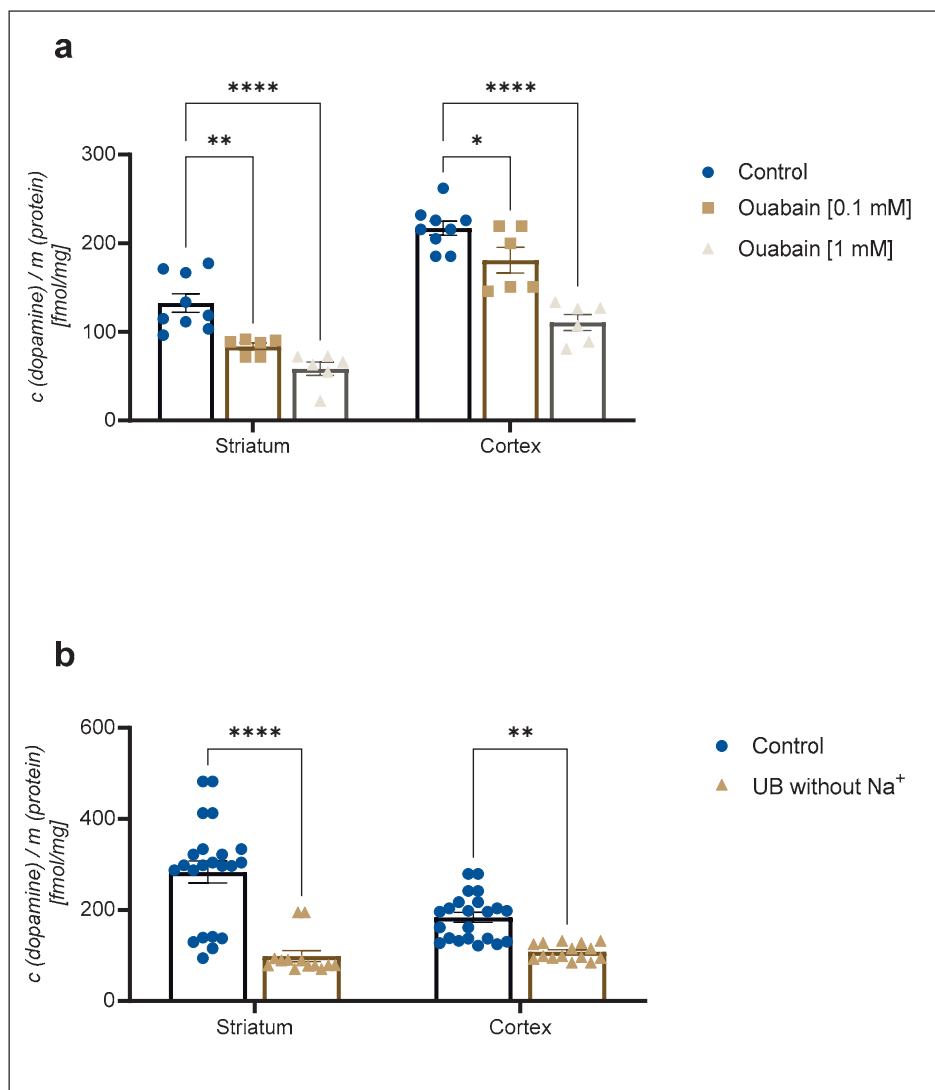 a
****
****
**
*
300
200
100
0
c (dopamine) / m (protein)
[fmol/mg]
Striatum
Cortex
Control
Ouabain [0.1 mM]
Ouabain [1 mM]
b
****
**
600
400
200
0
c (dopamine) / m (protein)
[fmol/mg]
Striatum
Cortex
Control
UB without Na⁺